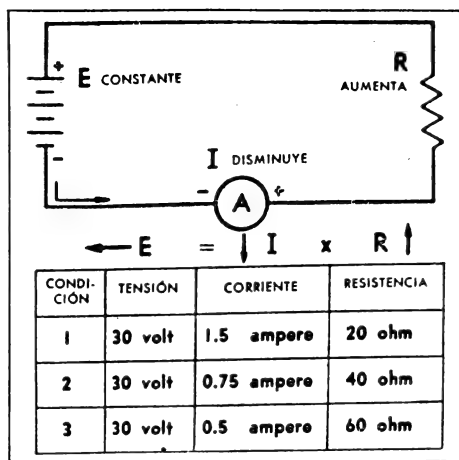 +
E CONSTANTE
R
AUMENTA
-
I DISMINUYE
- A +
← E = ↓ I x R ↑
CONDI-
CIÓN TENSIÓN CORRIENTE RESISTENCIA
1 30 volt 1.5 ampere 20 ohm
2 30 volt 0.75 ampere 40 ohm
3 30 volt 0.5 ampere 60 ohm